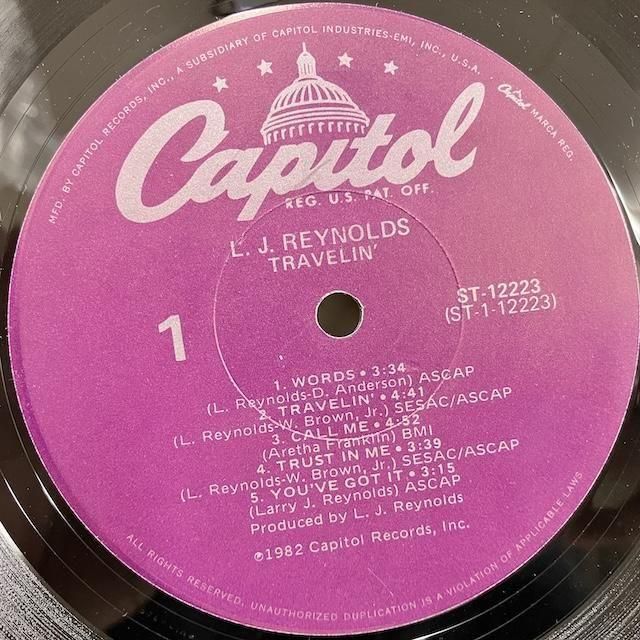 MFD. BY CAPITOL RECORDS, INC., A SUBSIDIARY OF CAPITOL INDUSTRIES-EMI, INC., U.S.A.
Capitol MARCA REG.
Capitol
REG. U.S. PAT. OFF.
L. J. REYNOLDS
TRAVELIN'
1
ST-12223
(ST-1-12223)
1. WORDS • 3:34
(L. Reynolds-D. Anderson) ASCAP
2. TRAVELIN' • 4:41
(L. Reynolds-W. Brown, Jr.) SESAC/ASCAP
3. CALL ME • 4:52
(Aretha Franklin) BMI
4. TRUST IN ME • 3:39
(L. Reynolds-W. Brown, Jr.) SESAC/ASCAP
5. YOU'VE GOT IT • 3:15
(Larry J. Reynolds) ASCAP
Produced by L. J. Reynolds
℗1982 Capitol Records, Inc.
ALL RIGHTS RESERVED. UNAUTHORIZED DUPLICATION IS A VIOLATION OF APPLICABLE LAWS